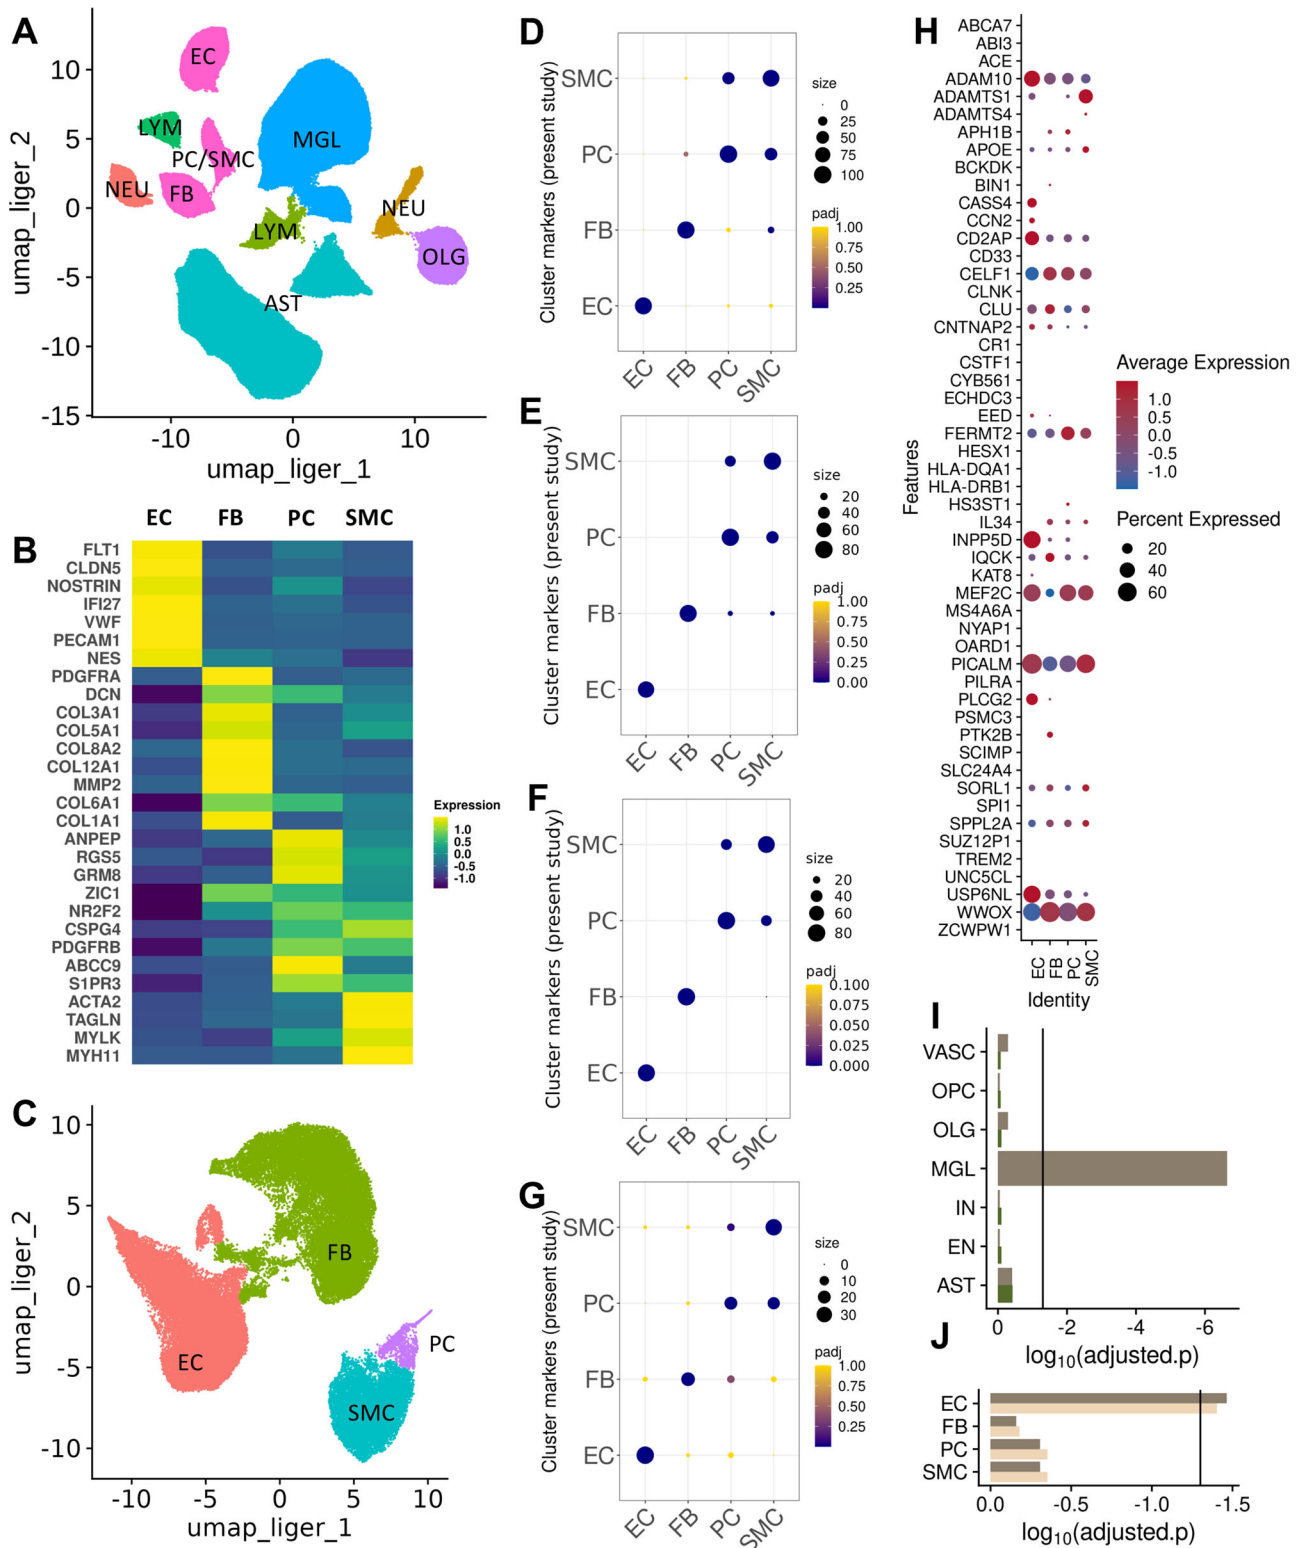 A
10
5
0
-5
-10
-15
umap_liger_2
EC
LYM
PC/SMC
MGL
NEU
FB
NEU
LYM
OLG
AST
-10
0
10
umap_liger_1
B
EC FB PC SMC
FLT1
CLDN5
NOSTRIN
IFI27
VWF
PECAM1
NES
PDGFRA
DCN
COL3A1
COL5A1
COL8A2
COL12A1
MMP2
COL6A1
COL1A1
ANPEP
RGS5
GRM8
ZIC1
NR2F2
CSPG4
PDGFRB
ABCC9
S1PR3
ACTA2
TAGLN
MYLK
MYH11
Expression
1.0
0.5
0.0
-0.5
-1.0
C
10
5
0
-5
-10
umap_liger_2
FB
EC
PC
SMC
-10
-5
0
5
10
umap_liger_1
D
Cluster markers (present study)
SMC
PC
FB
EC
EC
FB
PC
SMC
size
0
25
50
75
100
padj
1.00
0.75
0.50
0.25
E
Cluster markers (present study)
SMC
PC
FB
EC
EC
FB
PC
SMC
size
20
40
60
80
padj
1.00
0.75
0.50
0.25
0.00
F
Cluster markers (present study)
SMC
PC
FB
EC
EC
FB
PC
SMC
size
20
40
60
80
padj
0.100
0.075
0.050
0.025
0.000
G
Cluster markers (present study)
SMC
PC
FB
EC
EC
FB
PC
SMC
size
0
10
20
30
padj
1.00
0.75
0.50
0.25
H
ABCA7
ABI3
ACE
ADAM10
ADAMTS1
ADAMTS4
APH1B
APOE
BCKDK
BIN1
CASS4
CCN2
CD2AP
CD33
CELF1
CLNK
CLU
CNTNAP2
CR1
CSTF1
CYB561
ECHDC3
EED
FERMT2
HESX1
HLA-DQA1
HLA-DRB1
HS3ST1
IL34
INPP5D
IQCK
KAT8
MEF2C
MS4A6A
NYAP1
OARD1
PICALM
PILRA
PLCG2
PSMC3
PTK2B
SCIMP
SLC24A4
SORL1
SPI1
SPPL2A
SUZ12P1
TREM2
UNC5CL
USP6NL
WWOX
ZCWPW1
Features
EC
FB
PC
SMC
Identity
Average Expression
1.0
0.5
0.0
-0.5
-1.0
Percent Expressed
20
40
60
I
VASC
OPC
OLG
MGL
IN
EN
AST
0
-2
-4
-6
log10(adjusted.p)
J
EC
FB
PC
SMC
0.0
-0.5
-1.0
-1.5
log10(adjusted.p)